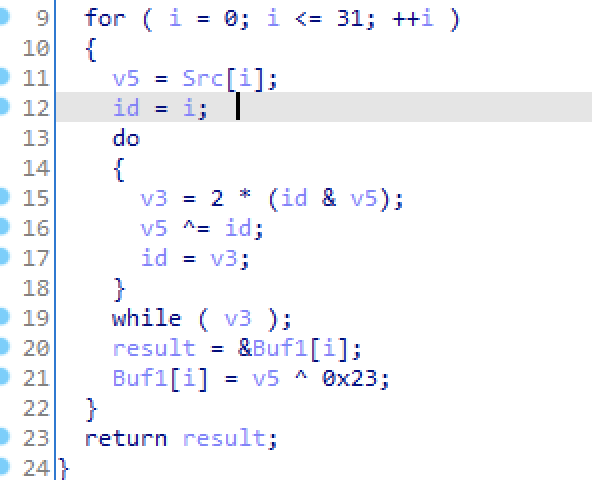 9 for ( i = 0; i <= 31; ++i )
10 {
11 v5 = Src[i];
12 id = i;
13 do
14 {
15 v3 = 2 * (id & v5);
16 v5 ^= id;
17 id = v3;
18 }
19 while ( v3 );
20 result = &Buf1[i];
21 Buf1[i] = v5 ^ 0x23;
22 }
23 return result;
24 }